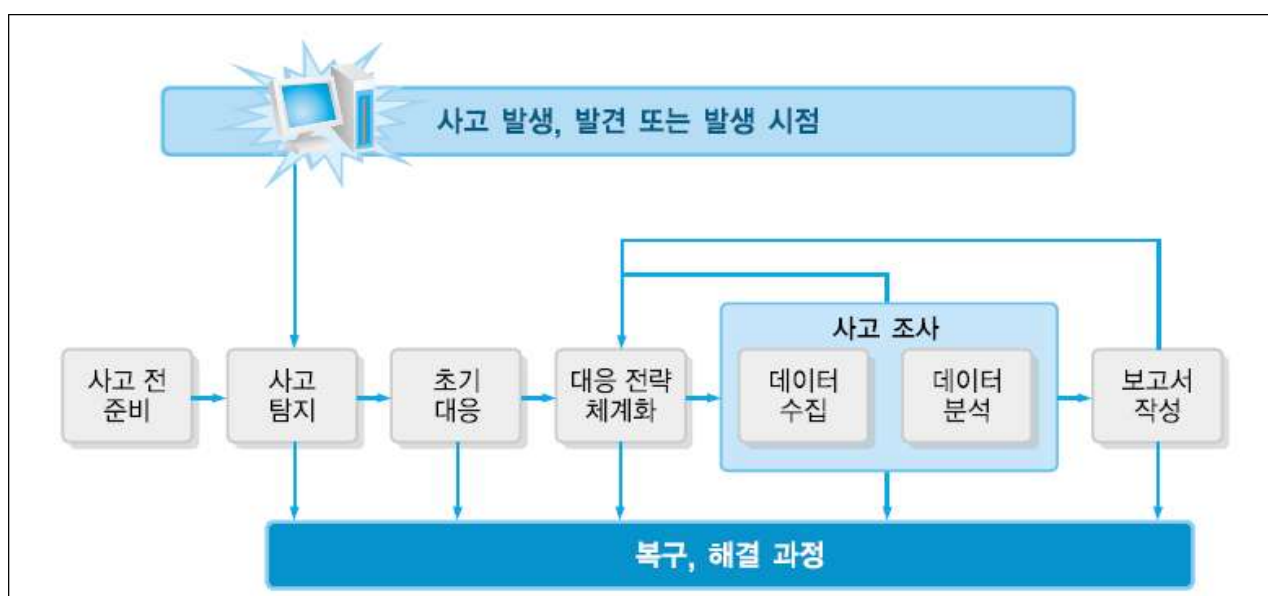 사고 발생, 발견 또는 발생 시점
사고 전
준비
사고
탐지
초기
대응
대응 전략
체계화
사고 조사
데이터
수집
데이터
분석
보고서
작성
복구, 해결 과정